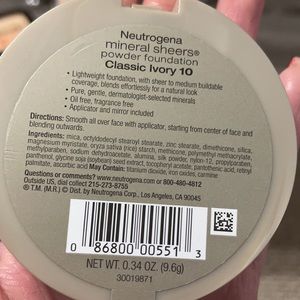 Neutrogena
mineral sheers®
powder foundation
Classic Ivory 10
• Lightweight foundation, with sheer to medium buildable
coverage, blends effortlessly for a natural look
• Pure, gentle, dermatologist-selected minerals
• Oil free, fragrance free
• Applicator and mirror included
Directions: Smooth all over face with applicator, starting from center of face and
blending outwards.
Ingredients: mica, octyldodecyl stearoyl stearate, zinc stearate, dimethicone, silica,
magnesium myristate, oryza sativa (rice) starch, methicone, polymethyl methacrylate,
methylparaben, sodium dehydroacetate, alumina, silk powder, nylon-12, propylparaben,
panthenol, glycine soja (soybean) seed extract, tocopheryl acetate, pantothenic acid, retinyl
palmitate, ascorbic acid May Contain: titanium dioxide, iron oxides, carmine
Questions or comments? www.neutrogena.com or 800-480-4812
Outside US, dial collect 215-273-8755
® T.M. (M.R.) © Dist. by Neutrogena Corp., Los Angeles, CA 90045
0 86800 00551 3
NET WT. 0.34 OZ. (9.6g)
30019871